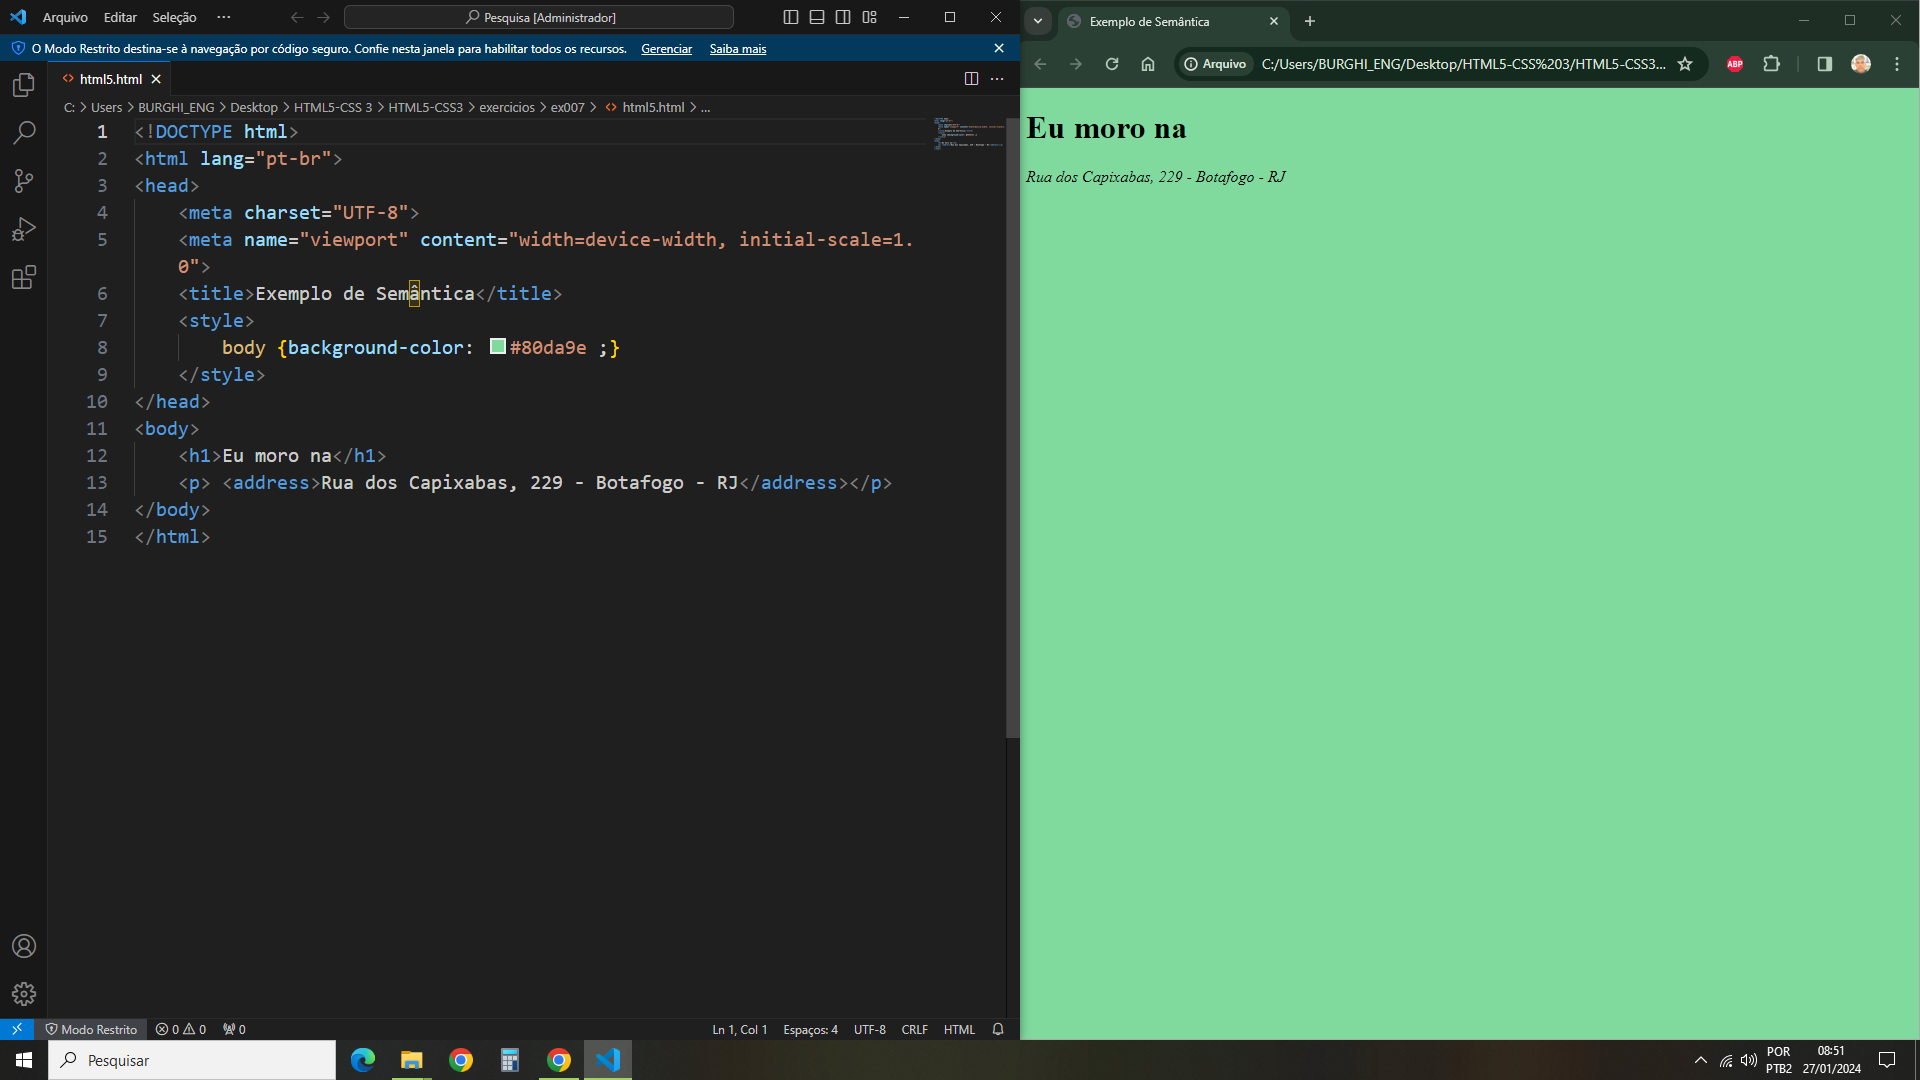 Arquivo Editar Seleção ···
Pesquisa [Administrador]
O Modo Restrito destina-se à navegação por código seguro. Confie nesta janela para habilitar todos os recursos. Gerenciar Saiba mais
<> html5.html
C: > Users > BURGHI_ENG > Desktop > HTML5-CSS 3 > HTML5-CSS3 > exercicios > ex007 > <> html5.html > ...
1 <!DOCTYPE html>
2 <html lang="pt-br">
3 <head>
4 <meta charset="UTF-8">
5 <meta name="viewport" content="width=device-width, initial-scale=1.
0">
6 <title>Exemplo de Semântica</title>
7 <style>
8 body {background-color: #80da9e ;}
9 </style>
10 </head>
11 <body>
12 <h1>Eu moro na</h1>
13 <p> <address>Rua dos Capixabas, 229 - Botafogo - RJ</address></p>
14 </body>
15 </html>
Modo Restrito 0 0 0
Ln 1, Col 1 Espaços: 4 UTF-8 CRLF HTML
Exemplo de Semântica
Arquivo C:/Users/BURGHI_ENG/Desktop/HTML5-CSS%203/HTML5-CSS3...
ABP
Eu moro na
Rua dos Capixabas, 229 - Botafogo - RJ
Pesquisar
POR
PTB2
08:51
27/01/2024